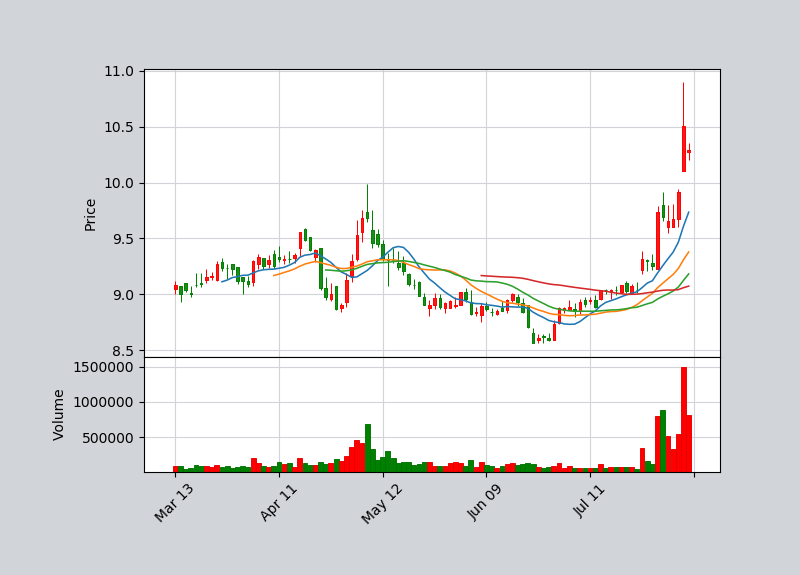 11.0
10.5
10.0
9.5
9.0
8.5
Price
1500000
1000000
500000
Volume
Mar 13
Apr 11
May 12
Jun 09
Jul 11